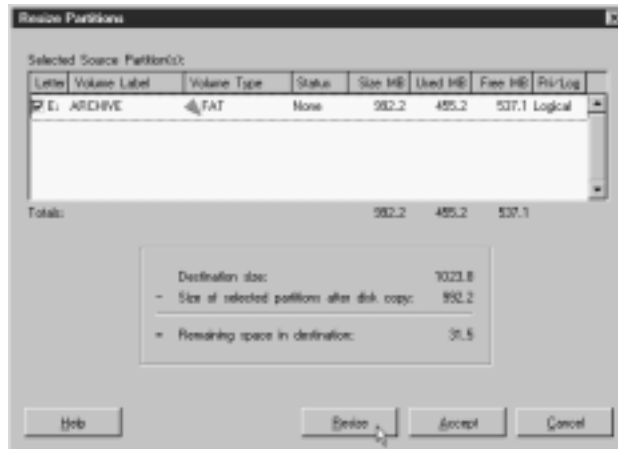 Resize Partitions
Selected Source Partition(s):
Letter Volume Label Volume Type Status Size MB Used MB Free MB Pri/Log
E: ARCHIVE FAT None 992.2 455.2 537.1 Logical
Totals: 992.2 455.2 537.1
Destination size: 1023.8
- Size of selected partitions after disk copy: 992.2
= Remaining space in destination: 31.5
Help Resize Accept Cancel